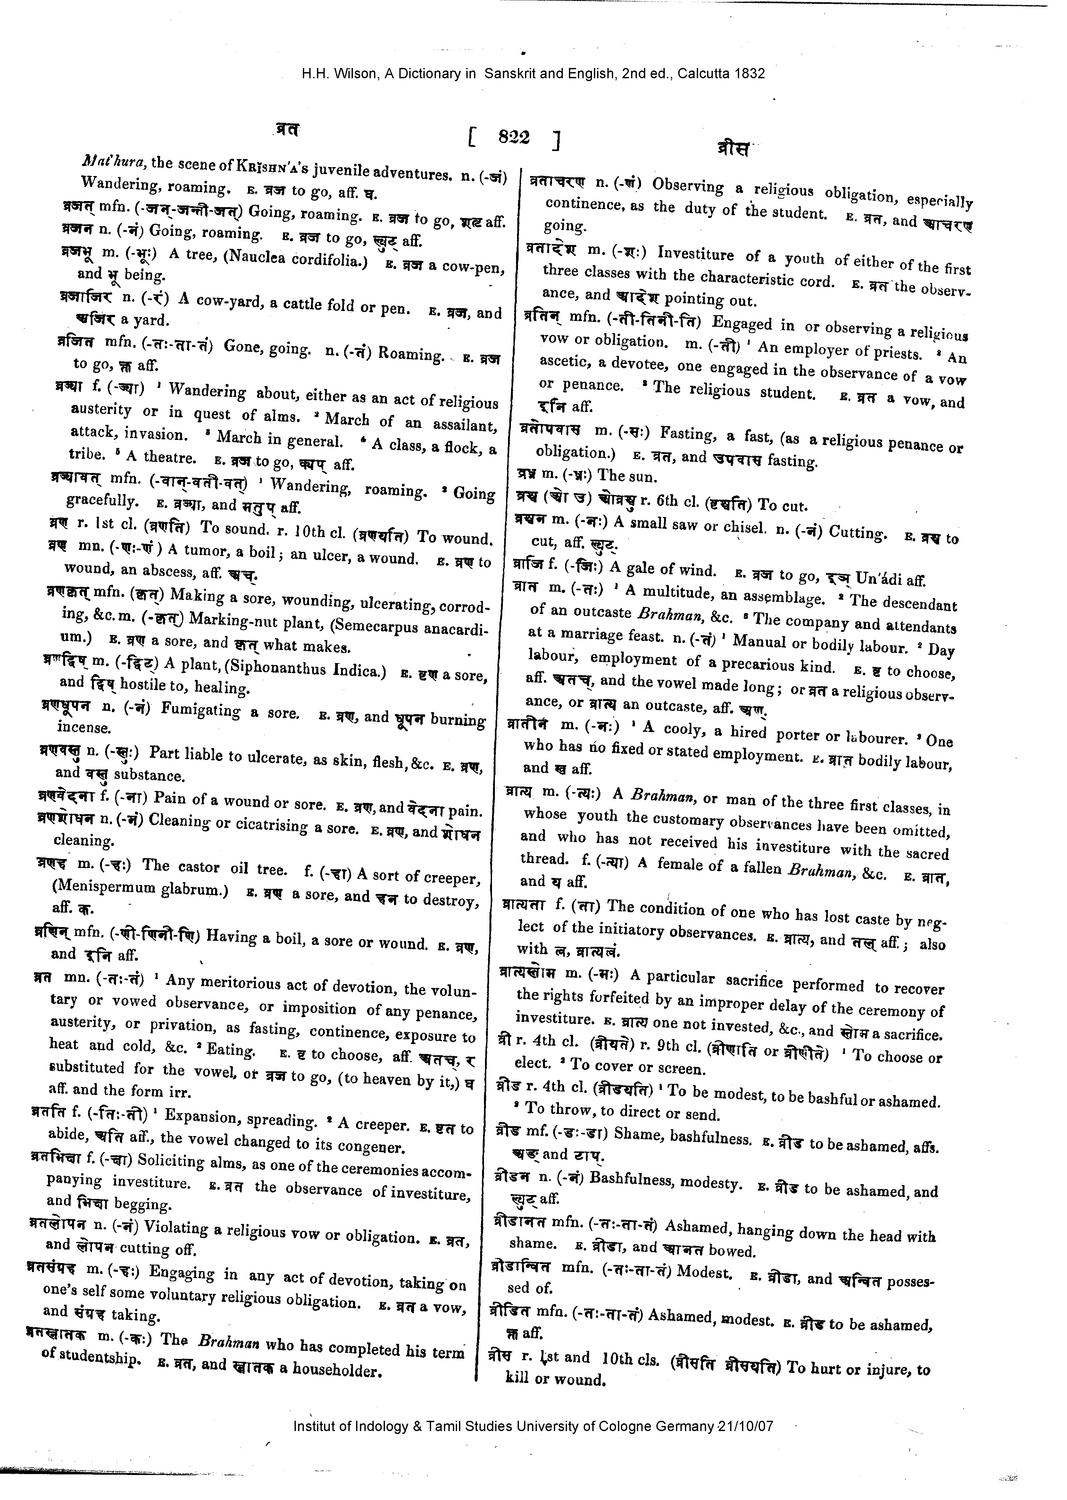 H.H. Wilson, A Dictionary in Sanskrit and English, 2nd ed., Calcutta 1832
व्रत
[ 822 ]
व्रीस
Mat'hura, the scene of KRĬSHN'A's juvenile adventures. n. (-जं)
Wandering, roaming. E. व्रज to go, aff. घ.
व्रजत् mfn. (-जन्-जन्ती-जत्) Going, roaming. E. व्रज to go, शतृ aff.
व्रजन n. (-नं) Going, roaming. E. व्रज to go, ल्युट् aff.
व्रजभू m. (-भूः) A tree, (Nauclea cordifolia.) E. व्रज a cow-pen,
and भू being.
व्रजाजिर n. (-रं) A cow-yard, a cattle fold or pen. E. व्रज, and
अजिर a yard.
व्रजित mfn. (-तः-ता-तं) Gone, going. n. (-तं) Roaming. E. व्रज
to go, क्त aff.
व्रज्या f. (-ज्या) ¹ Wandering about, either as an act of religious
austerity or in quest of alms. ² March of an assailant,
attack, invasion. ³ March in general. ⁴ A class, a flock, a
tribe. ⁵ A theatre. E. व्रज to go, क्यप् aff.
व्रज्यावत् mfn. (-वान्-वती-वत्) ¹ Wandering, roaming. ² Going
gracefully. E. व्रज्या, and मतुप् aff.
व्रण r. 1st cl. (व्रणति) To sound. r. 10th cl. (व्रणयति) To wound.
व्रण mn. (-णः-णं) A tumor, a boil; an ulcer, a wound. E. व्रण to
wound, an abscess, aff. अच्.
व्रणकृत् mfn. (कृत्) Making a sore, wounding, ulcerating, corrod-
ing, &c. m. (-कृत्) Marking-nut plant, (Semecarpus anacardi-
um.) E. व्रण a sore, and कृत् what makes.
व्रणद्विष् m. (-द्विट्) A plant, (Siphonanthus Indica.) E. व्रण a sore,
and द्विष् hostile to, healing.
व्रणधूपन n. (-नं) Fumigating a sore. E. व्रण, and धूपन burning
incense.
व्रणवस्तु n. (-स्तुः) Part liable to ulcerate, as skin, flesh, &c. E. व्रण,
and वस्तु substance.
व्रणवेदना f. (-ना) Pain of a wound or sore. E. व्रण, and वेदना pain.
व्रणशोधन n. (-नं) Cleaning or cicatrising a sore. E. व्रण, and शोधन
cleaning.
व्रणह m. (-हः) The castor oil tree. f. (-हा) A sort of creeper,
(Menispermum glabrum.) E. व्रण a sore, and हन to destroy,
aff. क.
व्रणिन् mfn. (-णी-णिनी-णि) Having a boil, a sore or wound. E. व्रण,
and इनि aff.
व्रत mn. (-तः-तं) ¹ Any meritorious act of devotion, the volun-
tary or vowed observance, or imposition of any penance,
austerity, or privation, as fasting, continence, exposure to
heat and cold, &c. ² Eating. E. वृ to choose, aff. अतच्, र
substituted for the vowel, or व्रज to go, (to heaven by it,) घ
aff. and the form irr.
व्रतति f. (-तिः-ती) ¹ Expansion, spreading. ² A creeper. E. वृत to
abide, अति aff., the vowel changed to its congener.
व्रतभिक्षा f. (-क्षा) Soliciting alms, as one of the ceremonies accom-
panying investiture. E. व्रत the observance of investiture,
and भिक्षा begging.
व्रतलोपन n. (-नं) Violating a religious vow or obligation. E. व्रत,
and लोपन cutting off.
व्रतसंग्रह m. (-हः) Engaging in any act of devotion, taking on
one's self some voluntary religious obligation. E. व्रत a vow,
and संग्रह taking.
व्रतस्नातक m. (-कः) The Brahman who has completed his term
of studentship. E. व्रत, and स्नातक a householder.
व्रताचरण n. (-णं) Observing a religious obligation, especially
continence, as the duty of the student. E. व्रत, and आचरण
going.
व्रतादेश m. (-शः) Investiture of a youth of either of the first
three classes with the characteristic cord. E. व्रत the observ-
ance, and आदेश pointing out.
व्रतिन् mfn. (-ती-तिनी-ति) Engaged in or observing a religious
vow or obligation. m. (-ती) ¹ An employer of priests. ² An
ascetic, a devotee, one engaged in the observance of a vow
or penance. ³ The religious student. E. व्रत a vow, and
इनि aff.
व्रतोपवास m. (-सः) Fasting, a fast, (as a religious penance or
obligation.) E. व्रत, and उपवास fasting.
व्रध्न m. (-ध्नः) The sun.
व्रश्च (ओ उ) ओव्रश्चु r. 6th cl. (वृश्चति) To cut.
व्रश्चन m. (-नः) A small saw or chisel. n. (-नं) Cutting. E. व्रश्च to
cut, aff. ल्युट्.
व्राजि f. (-जिः) A gale of wind. E. व्रज to go, इञ् Un'ádi aff.
व्रात m. (-तः) ¹ A multitude, an assemblage. ² The descendant
of an outcaste Brahman, &c. ³ The company and attendants
at a marriage feast. n. (-तं) ¹ Manual or bodily labour. ² Day
labour, employment of a precarious kind. E. वृ to choose,
aff. अतच्, and the vowel made long; or व्रत a religious observ-
ance, or व्रात्य an outcaste, aff. अण्.
व्रातीन m. (-नः) ¹ A cooly, a hired porter or labourer. ² One
who has no fixed or stated employment. E. व्रात bodily labour,
and ख aff.
व्रात्य m. (-त्यः) A Brahman, or man of the three first classes, in
whose youth the customary observances have been omitted,
and who has not received his investiture with the sacred
thread. f. (-त्या) A female of a fallen Brahman, &c. E. व्रात,
and य aff.
व्रात्यता f. (ता) The condition of one who has lost caste by neg-
lect of the initiatory observances. E. व्रात्य, and तल् aff.; also
with त्व, व्रात्यत्वं.
व्रात्यस्तोम m. (-मः) A particular sacrifice performed to recover
the rights forfeited by an improper delay of the ceremony of
investiture. E. व्रात्य one not invested, &c., and स्तोम a sacrifice.
व्री r. 4th cl. (व्रीयते) r. 9th cl. (व्रीणाति or व्रीणीते) ¹ To choose or
elect. ² To cover or screen.
व्रीड r. 4th cl. (व्रीडयति) ¹ To be modest, to be bashful or ashamed.
² To throw, to direct or send.
व्रीड mf. (-डः-डा) Shame, bashfulness. E. व्रीड to be ashamed, affs.
अङ् and टाप्.
व्रीडन n. (-नं) Bashfulness, modesty. E. व्रीड to be ashamed, and
ल्युट् aff.
व्रीडानत mfn. (-तः-ता-तं) Ashamed, hanging down the head with
shame. E. व्रीडा, and आनत bowed.
व्रीडान्वित mfn. (-तः-ता-तं) Modest. E. व्रीडा, and अन्वित posses-
sed of.
व्रीडित mfn. (-तः-ता-तं) Ashamed, modest. E. व्रीड to be ashamed,
क्त aff.
व्रीस r. 1st and 10th cls. (व्रीसति व्रीसयति) To hurt or injure, to
kill or wound.
Institut of Indology & Tamil Studies University of Cologne Germany 21/10/07